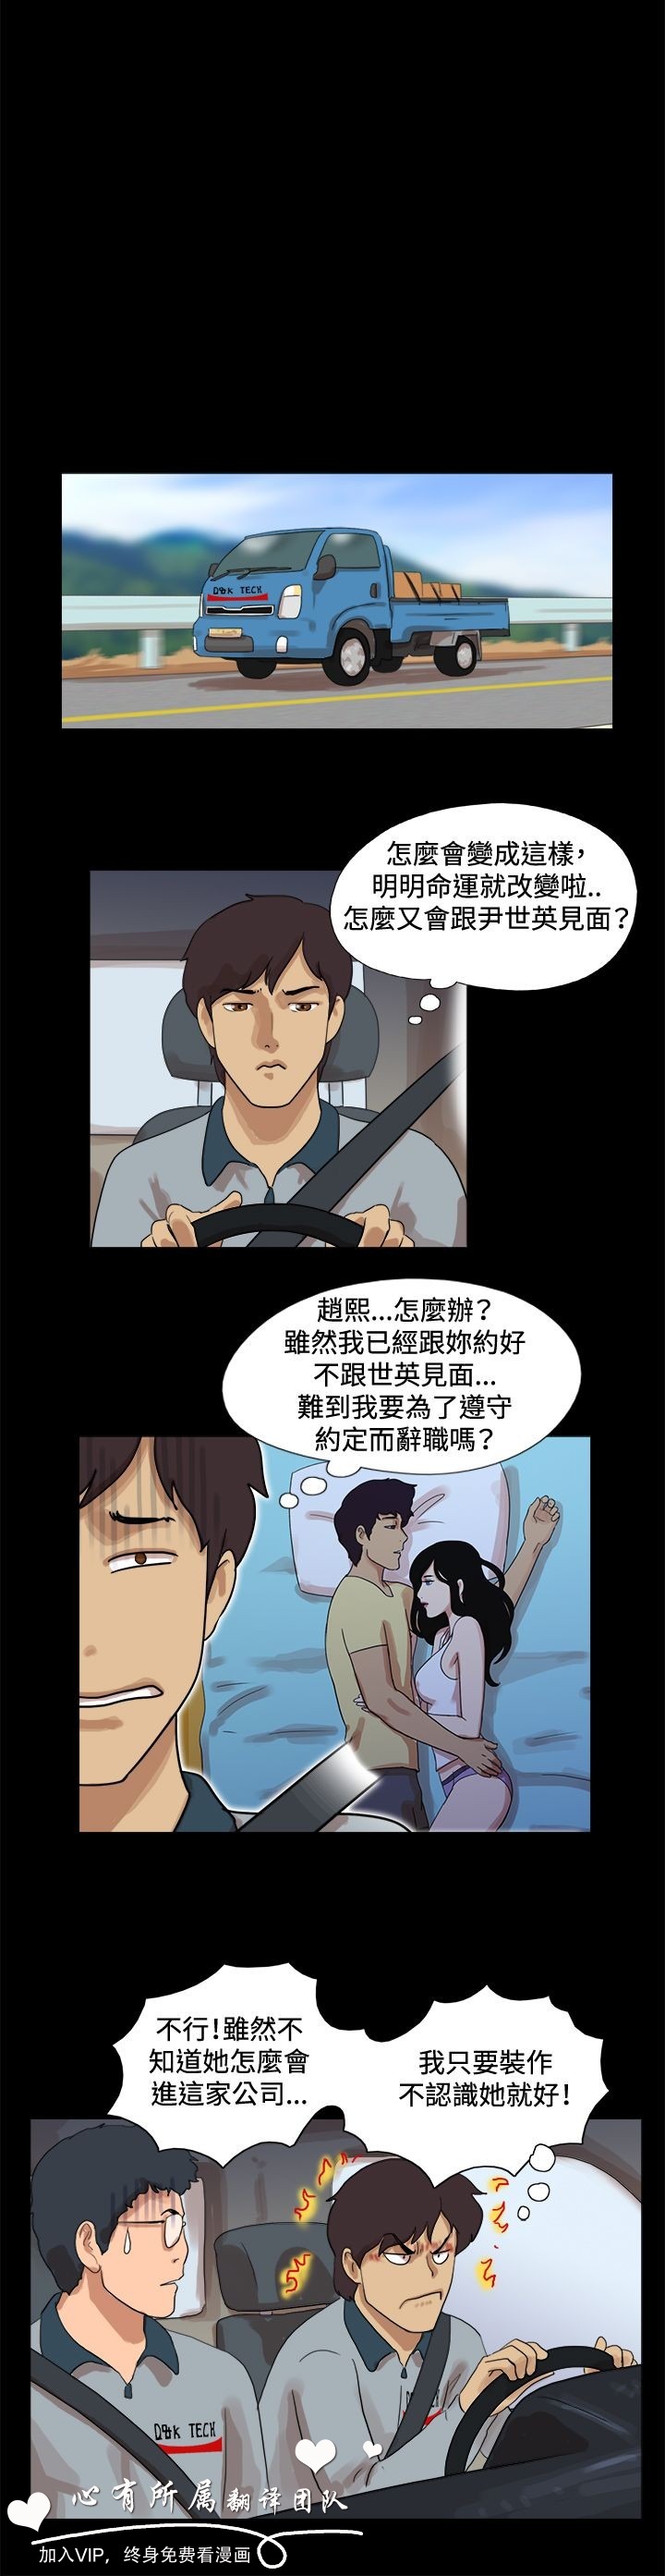 D&K TECH
怎麼會變成這樣，
明明命運就改變啦..
怎麼又會跟尹世英見面？
趙熙...怎麼辦？
雖然我已經跟妳約好
不跟世英見面...
難到我要為了遵守
約定而辭職嗎？
不行！雖然不
知道她怎麼會
進這家公司...
我只要裝作
不認識她就好！
D&K TECH
心有所属翻译团队
加入VIP，终身免费看漫画